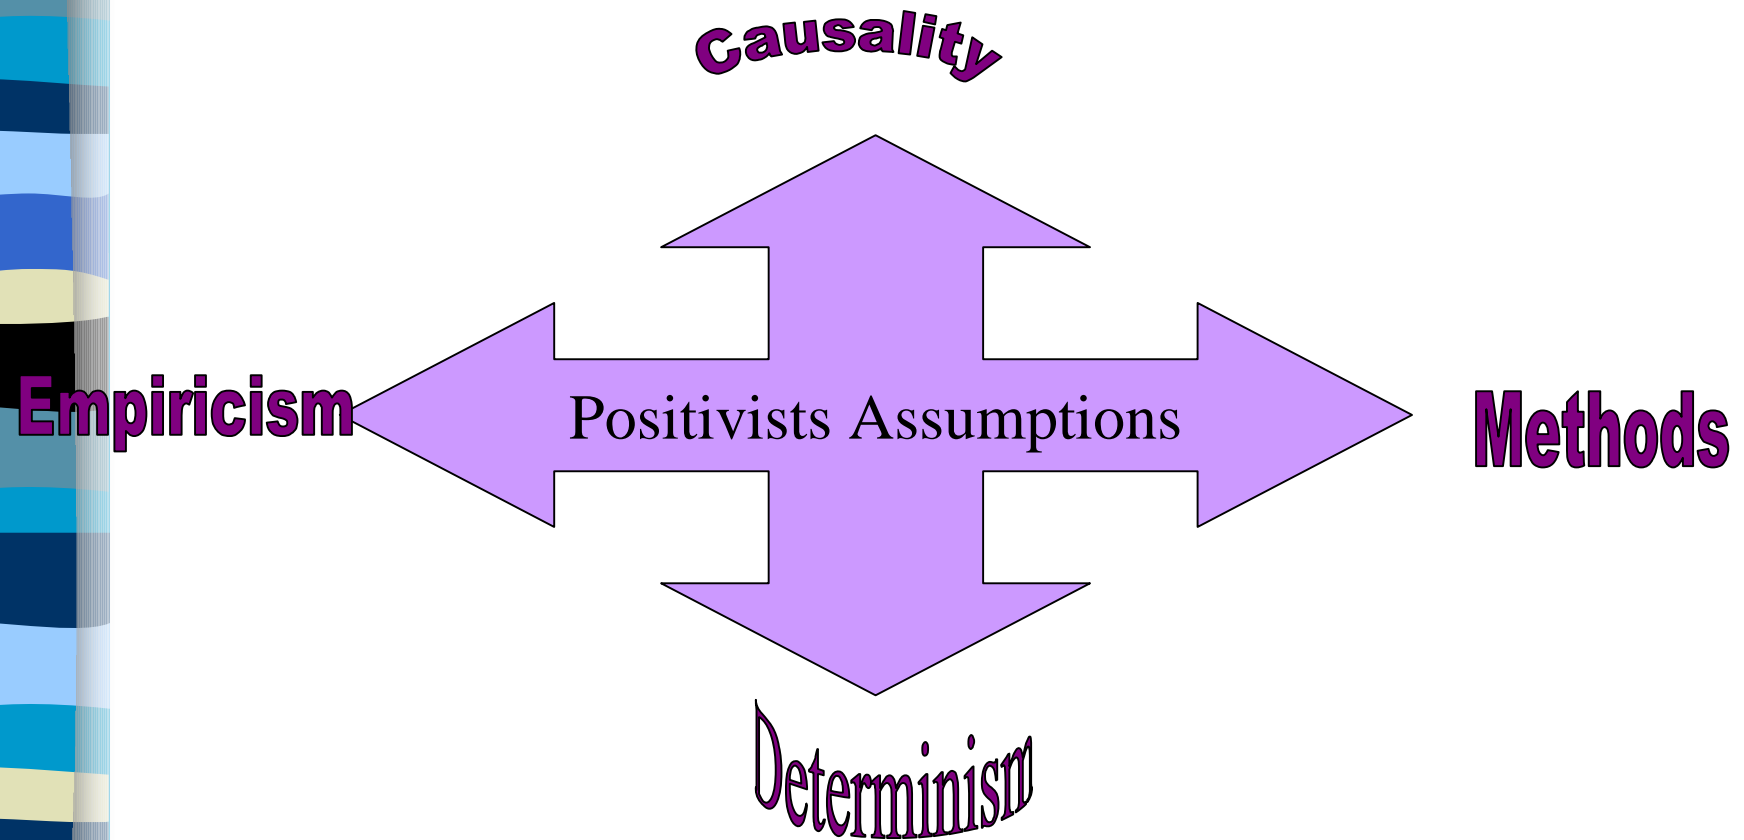 Causality
Empiricism
Positivists Assumptions
Methods
Determinism